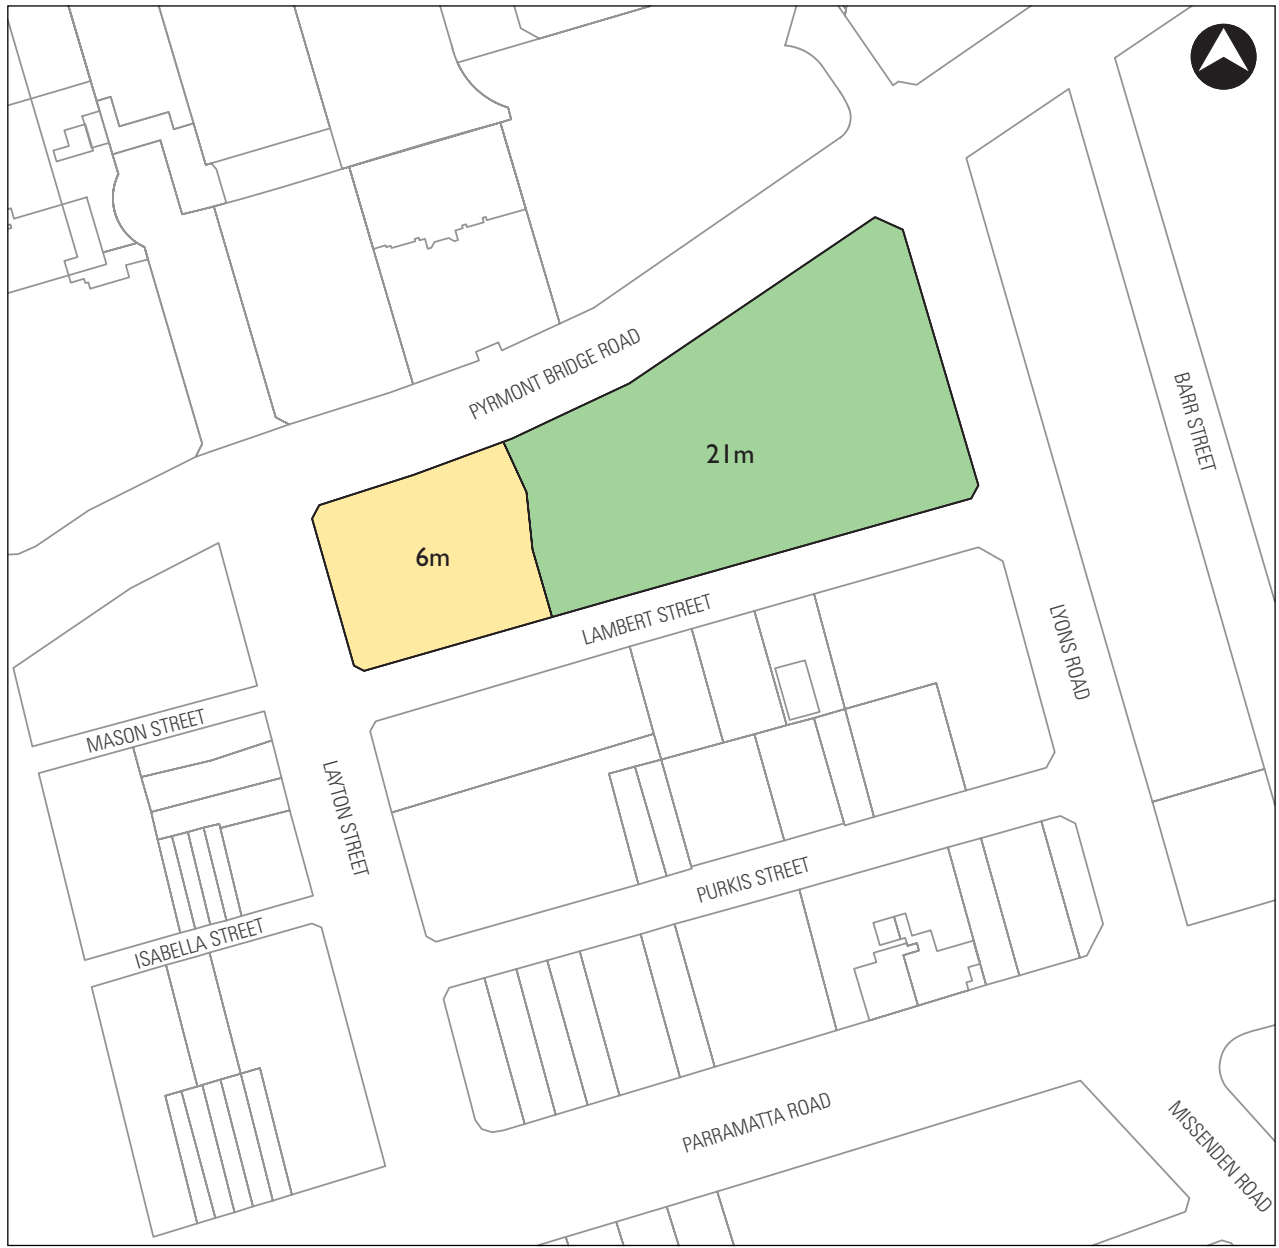 PYRMONT BRIDGE ROAD
BARR STREET
21m
6m
LAMBERT STREET
LYONS ROAD
MASON STREET
LAYTON STREET
PURKIS STREET
ISABELLA STREET
PARRAMATTA ROAD
MISSENDEN ROAD